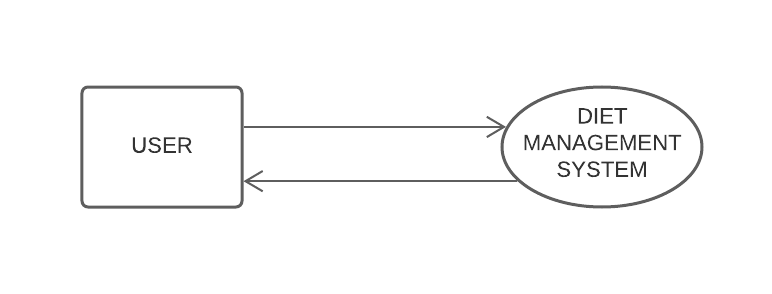 USER
DIET
MANAGEMENT
SYSTEM